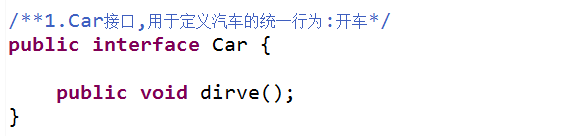 /**1.Car接口,用于定义汽车的统一行为:开车*/
public interface Car {
public void dirve();
}